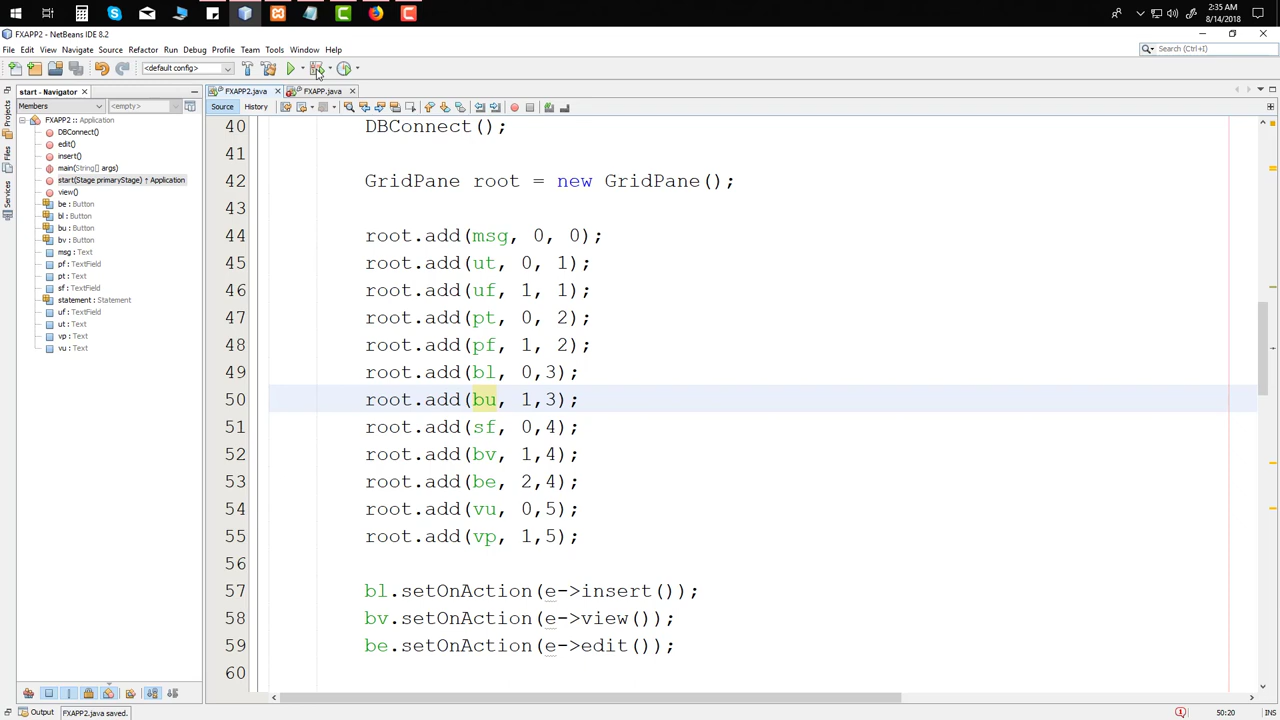 2:35 AM
8/14/2018
FXAPP2 - NetBeans IDE 8.2
File Edit View Navigate Source Refactor Run Debug Profile Team Tools Window Help
Search (Ctrl+I)
<default config>
start - Navigator
FXAPP2.java
FXAPP.java
Members
<empty>
Source
History
Projects
Files
Services
FXAPP2 :: Application
DBConnect()
edit()
insert()
main(String[] args)
start(Stage primaryStage) ↑ Application
view()
be : Button
bl : Button
bu : Button
bv : Button
msg : Text
pf : TextField
pt : Text
sf : TextField
statement : Statement
uf : TextField
ut : Text
vp : Text
vu : Text
40 DBConnect();
41
42 GridPane root = new GridPane();
43
44 root.add(msg, 0, 0);
45 root.add(ut, 0, 1);
46 root.add(uf, 1, 1);
47 root.add(pt, 0, 2);
48 root.add(pf, 1, 2);
49 root.add(bl, 0,3);
50 root.add(bu, 1,3);
51 root.add(sf, 0,4);
52 root.add(bv, 1,4);
53 root.add(be, 2,4);
54 root.add(vu, 0,5);
55 root.add(vp, 1,5);
56
57 bl.setOnAction(e->insert());
58 bv.setOnAction(e->view());
59 be.setOnAction(e->edit());
60
Output
FXAPP2.java saved.
50:20
INS